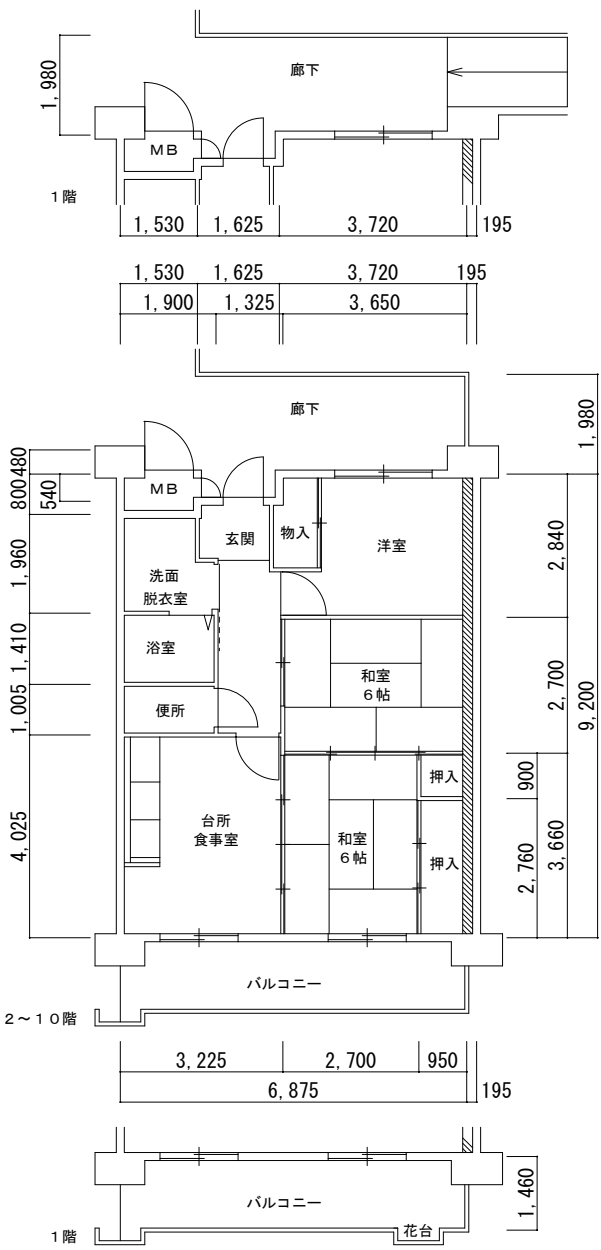 廊下
1,980
MB
1階
1,530
1,625
3,720
195
1,530
1,625
3,720
195
1,900
1,325
3,650
廊下
1,980
480
800
540
MB
玄関
物入
洋室
2,840
1,960
洗面
脱衣室
1,410
浴室
和室
6帖
2,700
9,200
1,005
便所
押入
900
台所
食事室
4,025
和室
6帖
押入
2,760
3,660
バルコニー
2~10階
3,225
2,700
950
6,875
195
バルコニー
1,460
花台
1階